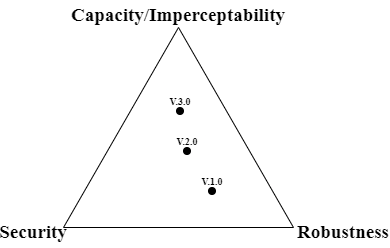 Capacity/Imperceptability
V.3.0
V.2.0
V.1.0
Security
Robustness